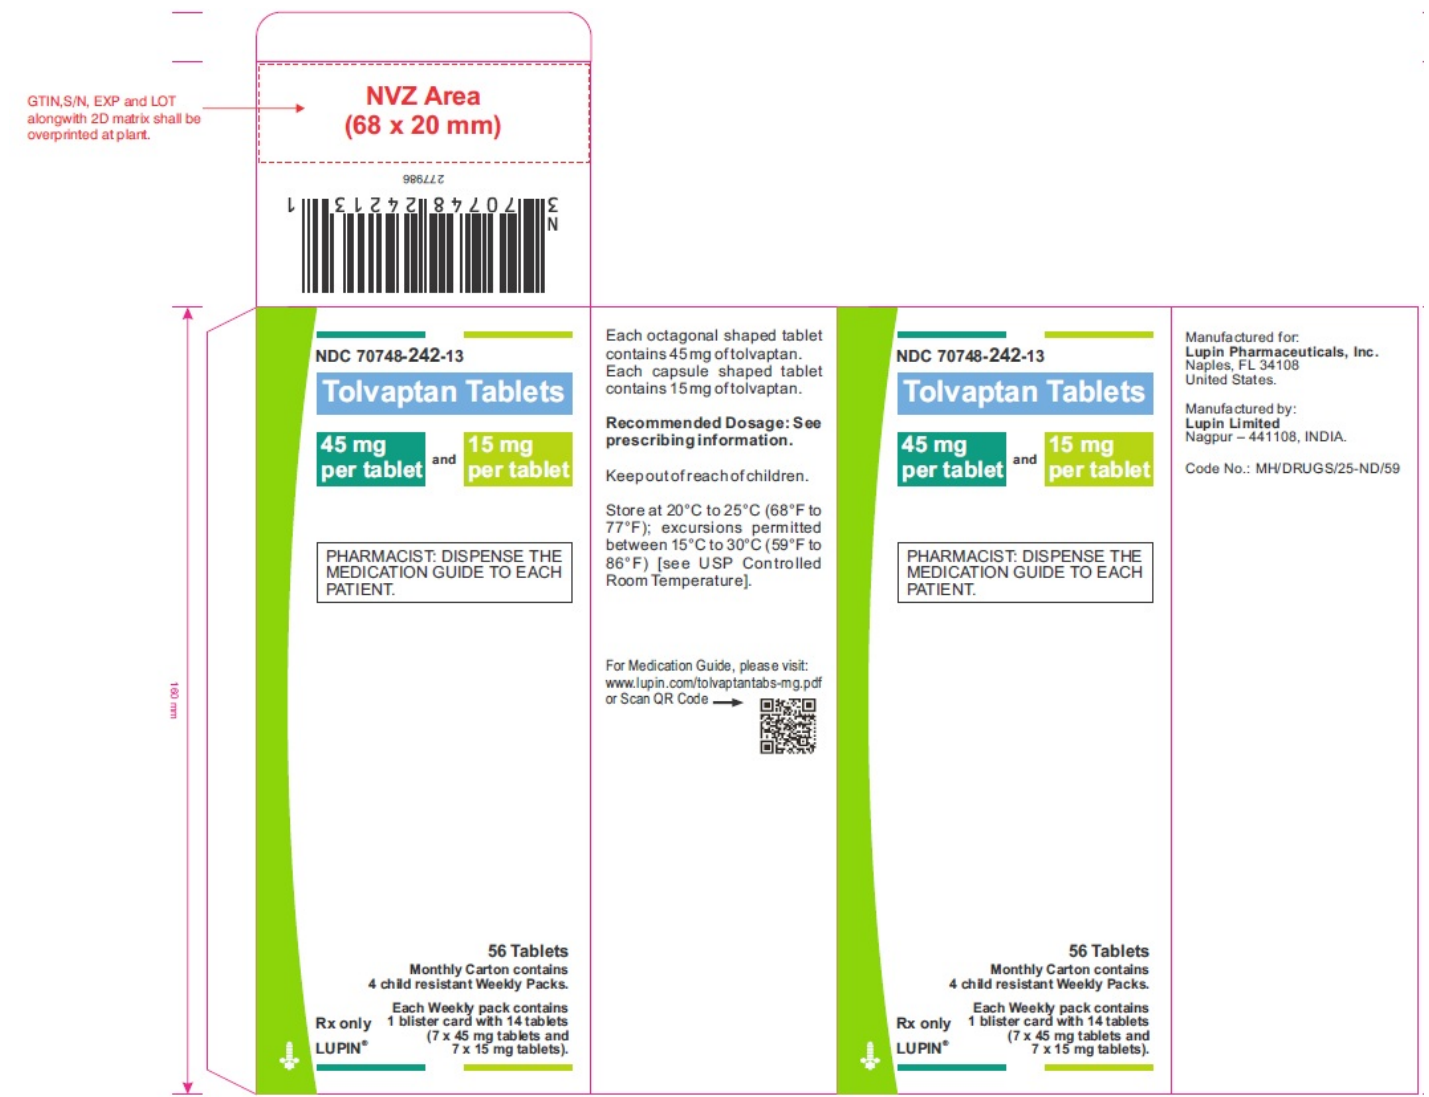 GTIN,S/N, EXP and LOT
alongwith 2D matrix shall be
overprinted at plant.
NVZ Area
(68 x 20 mm)
277986
N
3 70748 24213 1
160 mm
NDC 70748-242-13
Tolvaptan Tablets
45 mg
per tablet
and
15 mg
per tablet
PHARMACIST: DISPENSE THE
MEDICATION GUIDE TO EACH
PATIENT.
56 Tablets
Monthly Carton contains
4 child resistant Weekly Packs.
Each Weekly pack contains
1 blister card with 14 tablets
(7 x 45 mg tablets and
7 x 15 mg tablets).
Rx only
LUPIN®
Each octagonal shaped tablet
contains 45 mg of tolvaptan.
Each capsule shaped tablet
contains 15 mg of tolvaptan.
Recommended Dosage: See
prescribing information.
Keep out of reach of children.
Store at 20°C to 25°C (68°F to
77°F); excursions permitted
between 15°C to 30°C (59°F to
86°F) [see USP Controlled
Room Temperature].
For Medication Guide, please visit:
www.lupin.com/tolvaptantabs-mg.pdf
or Scan QR Code
NDC 70748-242-13
Tolvaptan Tablets
45 mg
per tablet
and
15 mg
per tablet
PHARMACIST: DISPENSE THE
MEDICATION GUIDE TO EACH
PATIENT.
56 Tablets
Monthly Carton contains
4 child resistant Weekly Packs.
Each Weekly pack contains
1 blister card with 14 tablets
(7 x 45 mg tablets and
7 x 15 mg tablets).
Rx only
LUPIN®
Manufactured for:
Lupin Pharmaceuticals, Inc.
Naples, FL 34108
United States.
Manufactured by:
Lupin Limited
Nagpur – 441108, INDIA.
Code No.: MH/DRUGS/25-ND/59